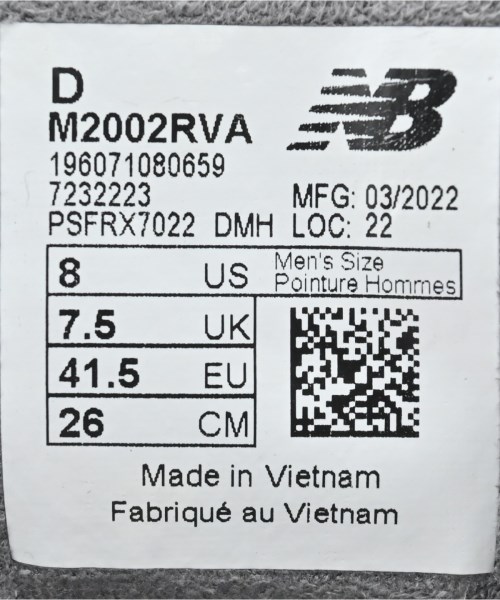 D
NB
M2002RVA
196071080659
7232223 MFG: 03/2022
PSFRX7022 DMH LOC: 22
8 US Men's Size
Pointure Hommes
7.5 UK
41.5 EU
26 CM
Made in Vietnam
Fabriqué au Vietnam